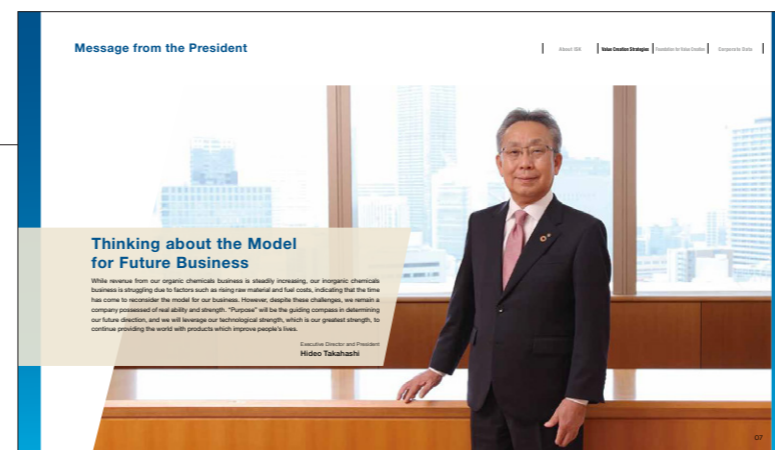 Message from the President
About ISK
Value Creation Strategies
Foundation for Value Creation
Corporate Data
Thinking about the Model
for Future Business
While revenue from our organic chemicals business is steadily increasing, our inorganic chemicals
business is struggling due to factors such as rising raw material and fuel costs, indicating that the time
has come to reconsider the model for our business. However, despite these challenges, we remain a
company possessed of real ability and strength. "Purpose" will be the guiding compass in determining
our future direction, and we will leverage our technological strength, which is our greatest strength, to
continue providing the world with products which improve people's lives.
Executive Director and President
Hideo Takahashi
07